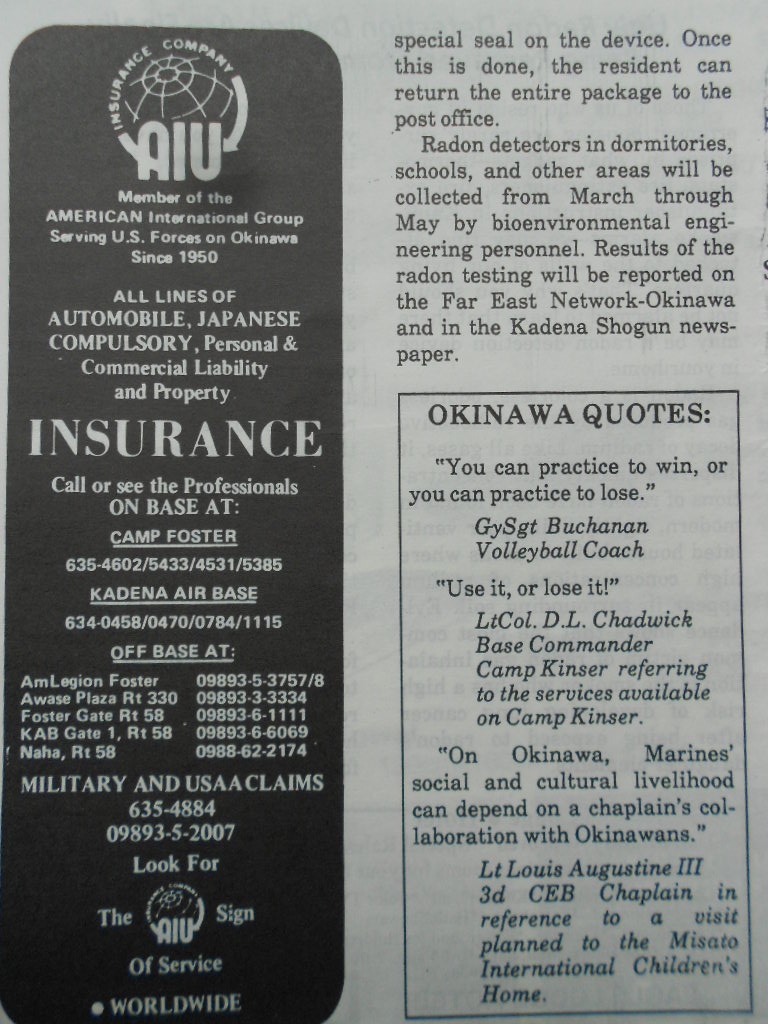 INSURANCE COMPANY
AIU
Member of the
AMERICAN International Group
Serving U.S. Forces on Okinawa
Since 1950
ALL LINES OF
AUTOMOBILE, JAPANESE
COMPULSORY, Personal &
Commercial Liability
and Property
INSURANCE
Call or see the Professionals
ON BASE AT:
CAMP FOSTER
635-4602/5433/4531/5385
KADENA AIR BASE
634-0458/0470/0784/1115
OFF BASE AT:
AmLegion Foster 09893-5-3757/8
Awase Plaza Rt 330 09893-3-3334
Foster Gate Rt 58 09893-6-1111
KAB Gate 1, Rt 58 09893-6-6069
Naha, Rt 58 0988-62-2174
MILITARY AND USAA CLAIMS
635-4884
09893-5-2007
Look For
The AIU Sign
Of Service
• WORLDWIDE
special seal on the device. Once
this is done, the resident can
return the entire package to the
post office.
Radon detectors in dormitories,
schools, and other areas will be
collected from March through
May by bioenvironmental engi-
neering personnel. Results of the
radon testing will be reported on
the Far East Network-Okinawa
and in the Kadena Shogun news-
paper.
OKINAWA QUOTES:
"You can practice to win, or
you can practice to lose."
GySgt Buchanan
Volleyball Coach
"Use it, or lose it!"
LtCol. D.L. Chadwick
Base Commander
Camp Kinser referring
to the services available
on Camp Kinser.
"On Okinawa, Marines'
social and cultural livelihood
can depend on a chaplain's col-
laboration with Okinawans."
Lt Louis Augustine III
3d CEB Chaplain in
reference to a visit
planned to the Misato
International Children's
Home.